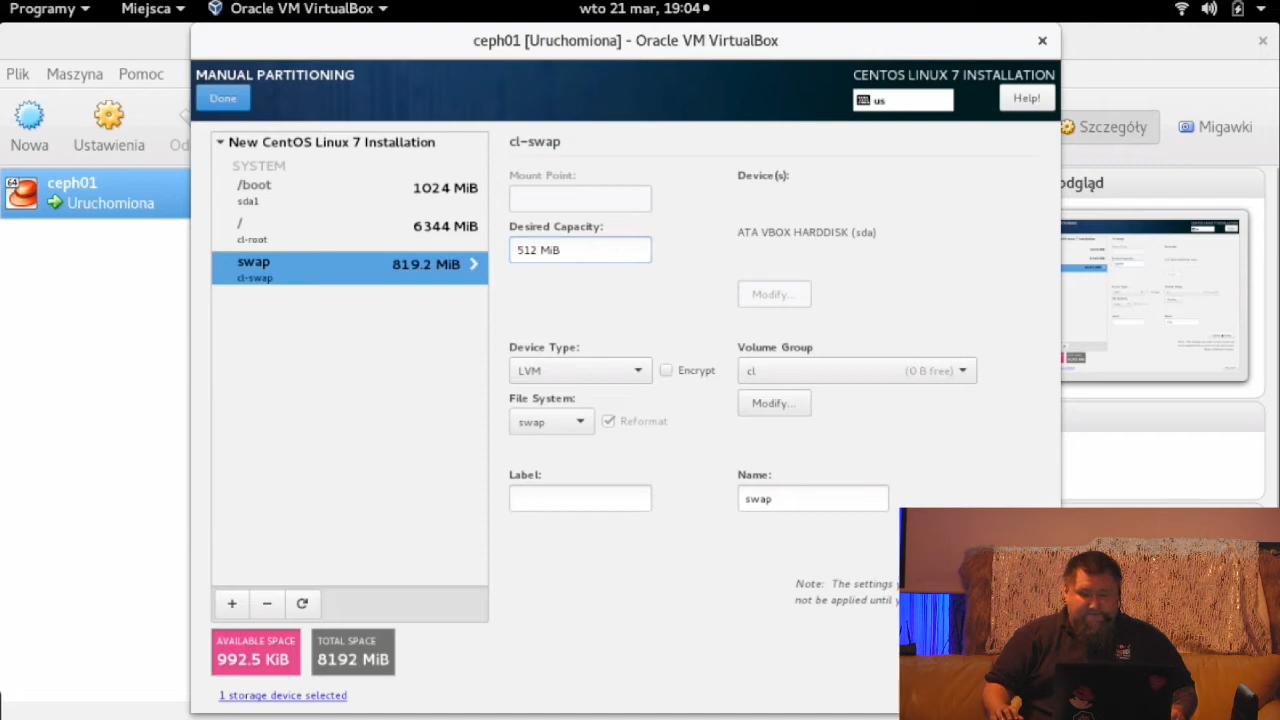 Programy
Miejsca
Oracle VM VirtualBox
wto 21 mar, 19:04
ceph01 [Uruchomiona] - Oracle VM VirtualBox
Plik
Maszyna
Pomoc
Nowa
Ustawienia
Od
Szczegóły
Migawki
64
ceph01
Uruchomiona
odgląd
MANUAL PARTITIONING
CENTOS LINUX 7 INSTALLATION
Done
us
Help!
New CentOS Linux 7 Installation
SYSTEM
/boot
1024 MiB
sda1
/
6344 MiB
cl-root
swap
819.2 MiB
cl-swap
cl-swap
Mount Point:
Device(s):
Desired Capacity:
512 MiB
ATA VBOX HARDDISK (sda)
Modify...
Device Type:
Volume Group
LVM
Encrypt
cl
(0 B free)
File System:
Modify...
swap
Reformat
Label:
Name:
swap
Note: The settings
not be applied until
AVAILABLE SPACE
992.5 KiB
TOTAL SPACE
8192 MiB
1 storage device selected